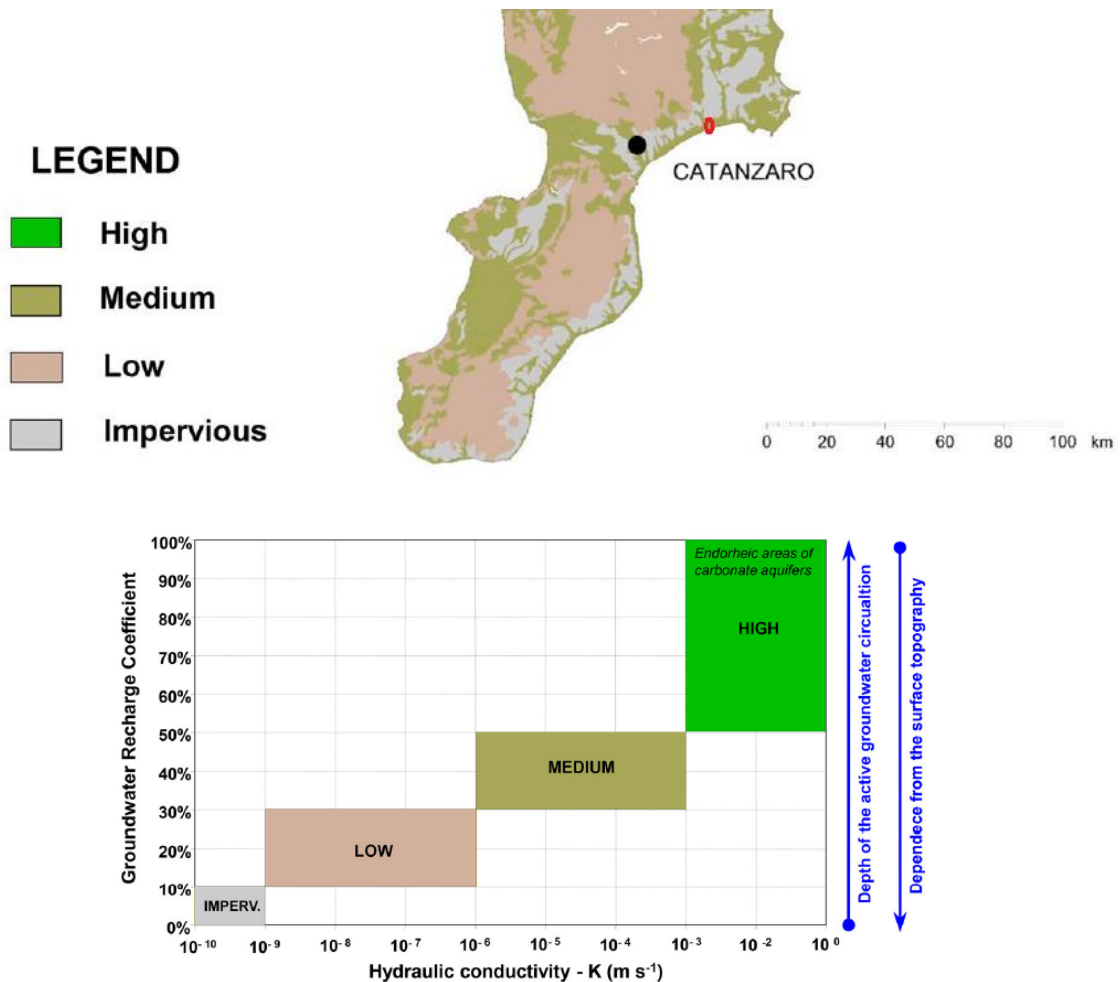 CATANZARO
LEGEND
High
Medium
Low
Impervious
0 20 40 60 80 100 km
100%
90%
80%
70%
60%
50%
40%
30%
20%
10%
0%
Groundwater Recharge Coefficient
Endorheic areas of
carbonate aquifers
HIGH
MEDIUM
LOW
IMPERV.
10⁻¹⁰ 10⁻⁹ 10⁻⁸ 10⁻⁷ 10⁻⁶ 10⁻⁵ 10⁻⁴ 10⁻³ 10⁻² 10⁰
Hydraulic conductivity - K (m s⁻¹)
Depth of the active groundwater circualtion
Dependece from the surface topography